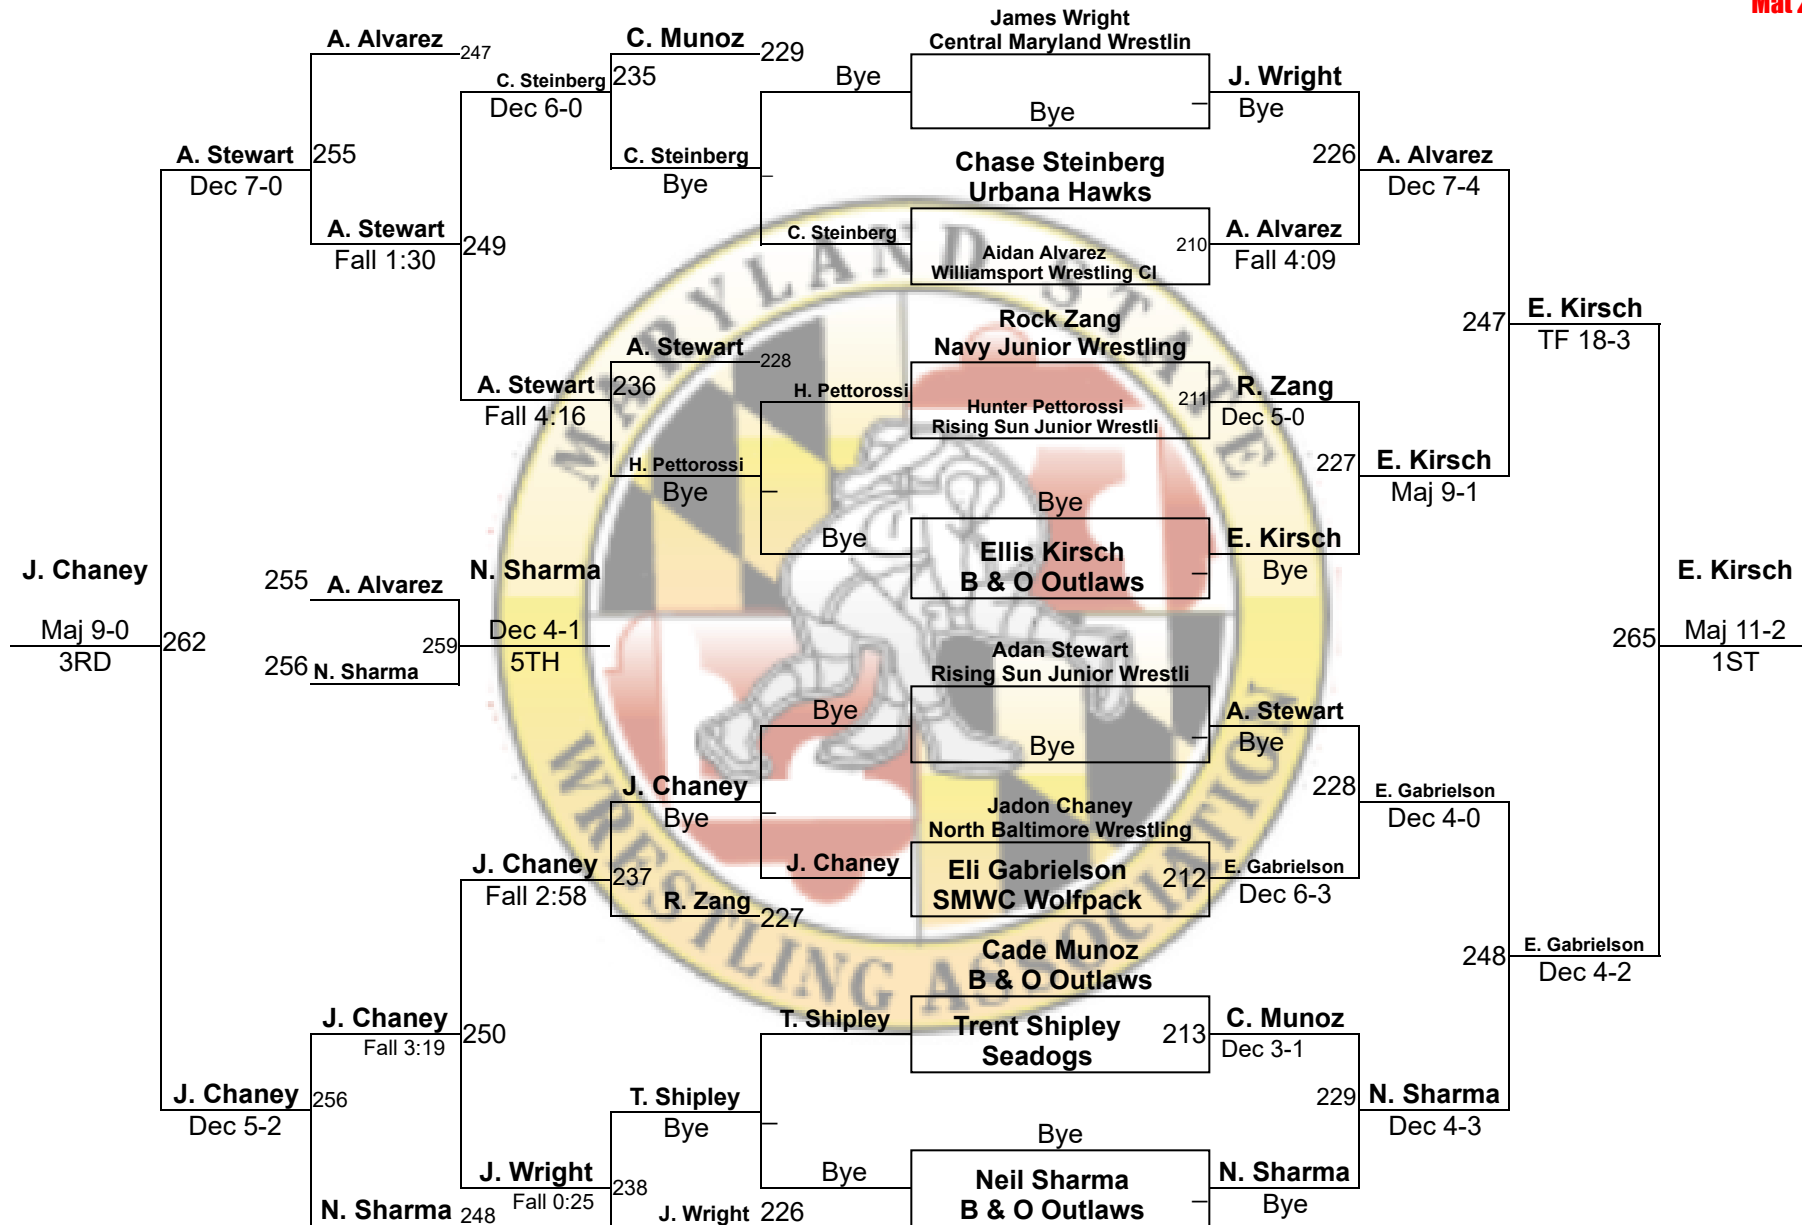 Mat 2
James Wright
Central Maryland Wrestlin
A. Alvarez 247
C. Munoz 229
C. Steinberg 235
Dec 6-0
Bye
Bye
J. Wright
Bye
A. Stewart 255
Dec 7-0
C. Steinberg
Bye
Chase Steinberg
Urbana Hawks
226
A. Alvarez
Dec 7-4
A. Stewart
Fall 1:30
249
C. Steinberg
Aidan Alvarez
Williamsport Wrestling Cl
210
A. Alvarez
Fall 4:09
Rock Zang
Navy Junior Wrestling
247
E. Kirsch
TF 18-3
A. Stewart 228
A. Stewart 236
Fall 4:16
H. Pettorossi
Hunter Pettorossi
Rising Sun Junior Wrestli
211
R. Zang
Dec 5-0
H. Pettorossi
Bye
227
E. Kirsch
Maj 9-1
Bye
Bye
Ellis Kirsch
B & O Outlaws
E. Kirsch
Bye
J. Chaney
Maj 9-0
3RD
262
255 A. Alvarez
256 N. Sharma
259
N. Sharma
Dec 4-1
5TH
265
E. Kirsch
Maj 11-2
1ST
Adan Stewart
Rising Sun Junior Wrestli
Bye
Bye
A. Stewart
Bye
J. Chaney
Bye
228
E. Gabrielson
Dec 4-0
Jadon Chaney
North Baltimore Wrestling
J. Chaney 237
Fall 2:58
J. Chaney
Eli Gabrielson
SMWC Wolfpack
212
E. Gabrielson
Dec 6-3
R. Zang 227
Cade Munoz
B & O Outlaws
248
E. Gabrielson
Dec 4-2
J. Chaney
Fall 3:19
250
T. Shipley
Trent Shipley
Seadogs
213
C. Munoz
Dec 3-1
J. Chaney 256
Dec 5-2
T. Shipley
Bye
229
N. Sharma
Dec 4-3
Bye
J. Wright
Fall 0:25
238
Bye
Neil Sharma
B & O Outlaws
N. Sharma
Bye
N. Sharma 248
J. Wright 226
MARYLAND STATE
WRESTLING ASSOCIATION